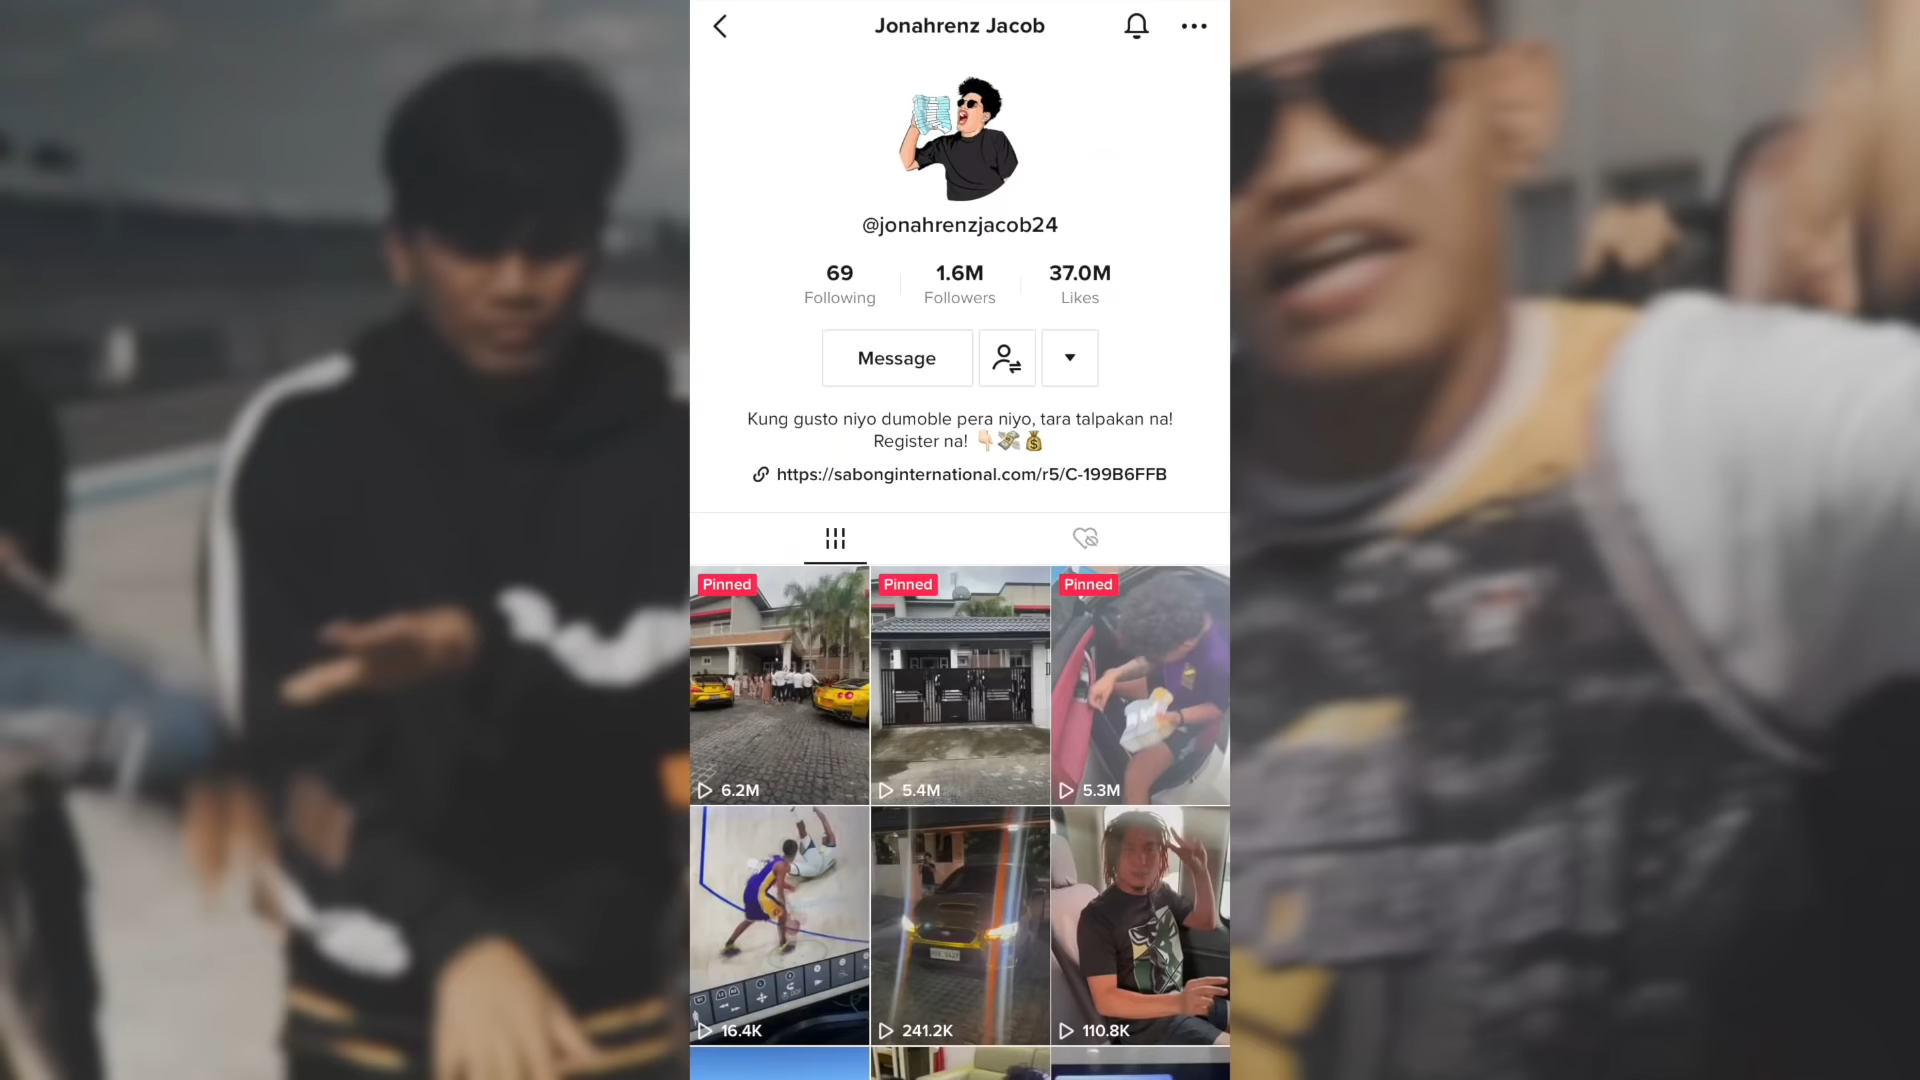 Jonahrenz Jacob
@jonahrenzjacob24
69
Following
1.6M
Followers
37.0M
Likes
Message
Kung gusto niyo dumoble pera niyo, tara talpakan na!
Register na! 👇🏻💸💰
https://sabonginternational.com/r5/C-199B6FFB
Pinned
Pinned
Pinned
6.2M
5.4M
5.3M
16.4K
241.2K
110.8K